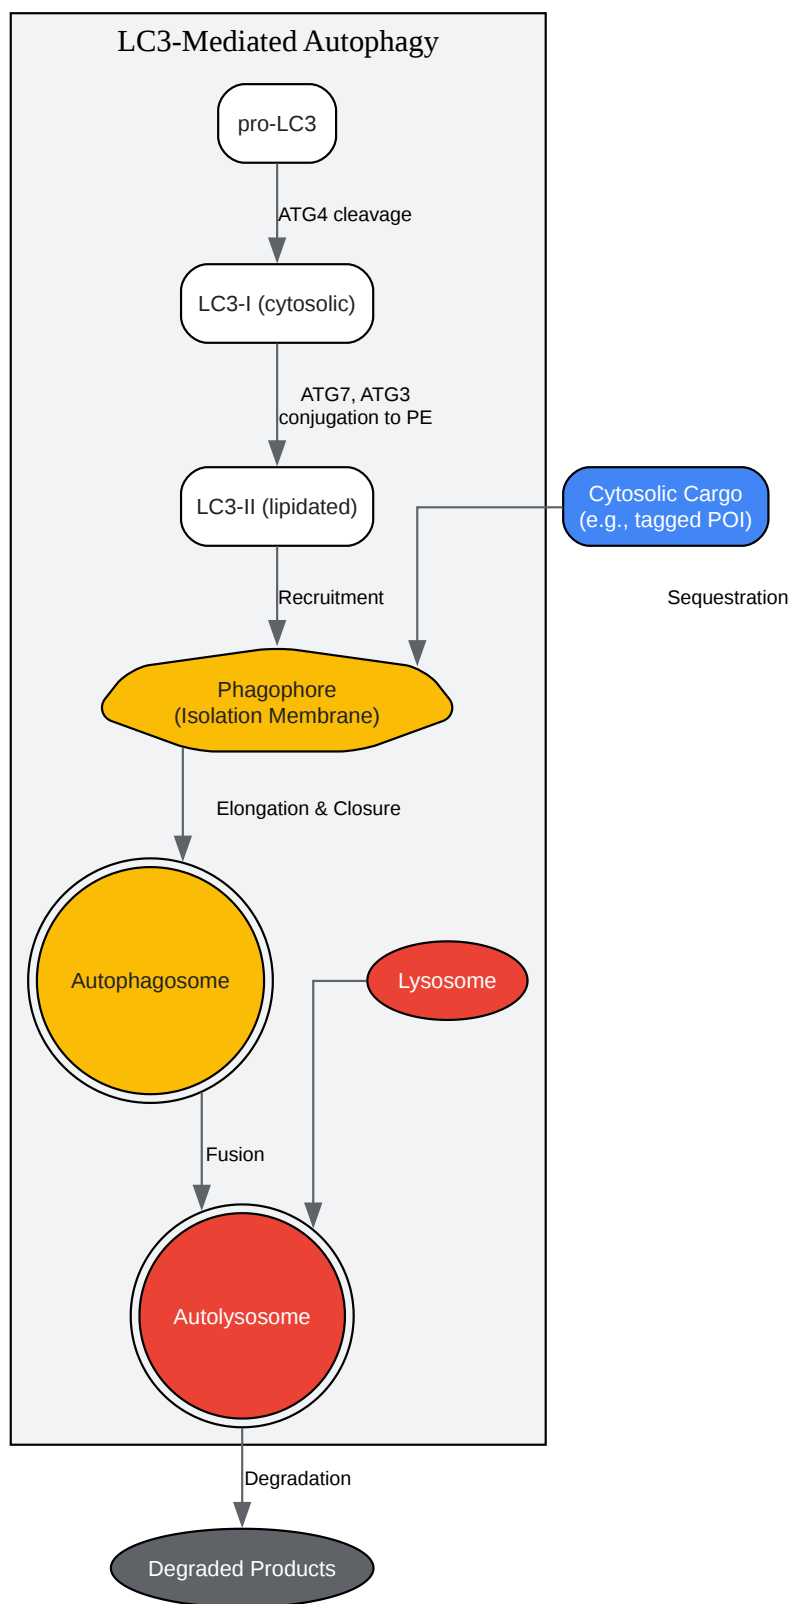 LC3-Mediated Autophagy
pro-LC3
ATG4 cleavage
LC3-I (cytosolic)
ATG7, ATG3
conjugation to PE
LC3-II (lipidated)
Cytosolic Cargo
(e.g., tagged POI)
Recruitment
Sequestration
Phagophore
(Isolation Membrane)
Elongation & Closure
Autophagosome
Lysosome
Fusion
Autolysosome
Degradation
Degraded Products